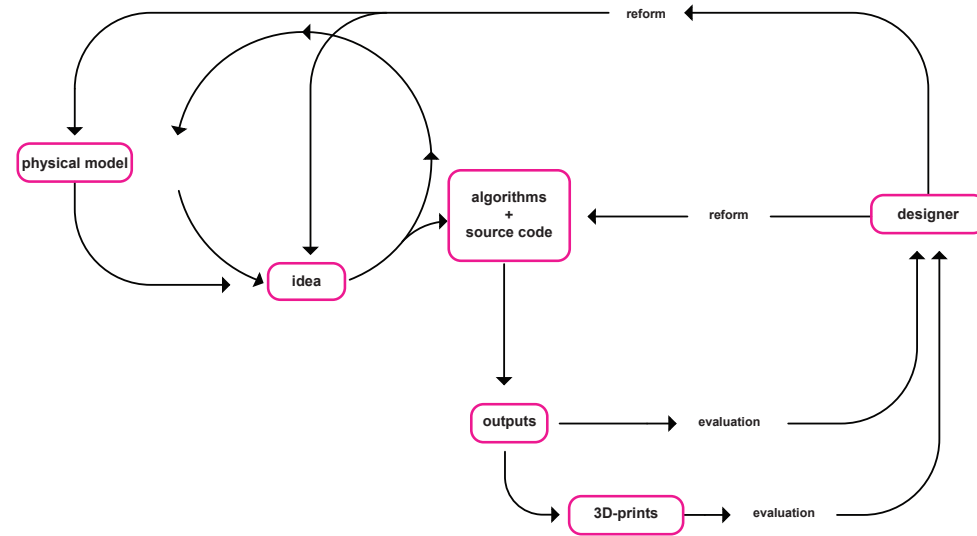 reform
physical model
algorithms
+
source code
reform
designer
idea
outputs
evaluation
3D-prints
evaluation